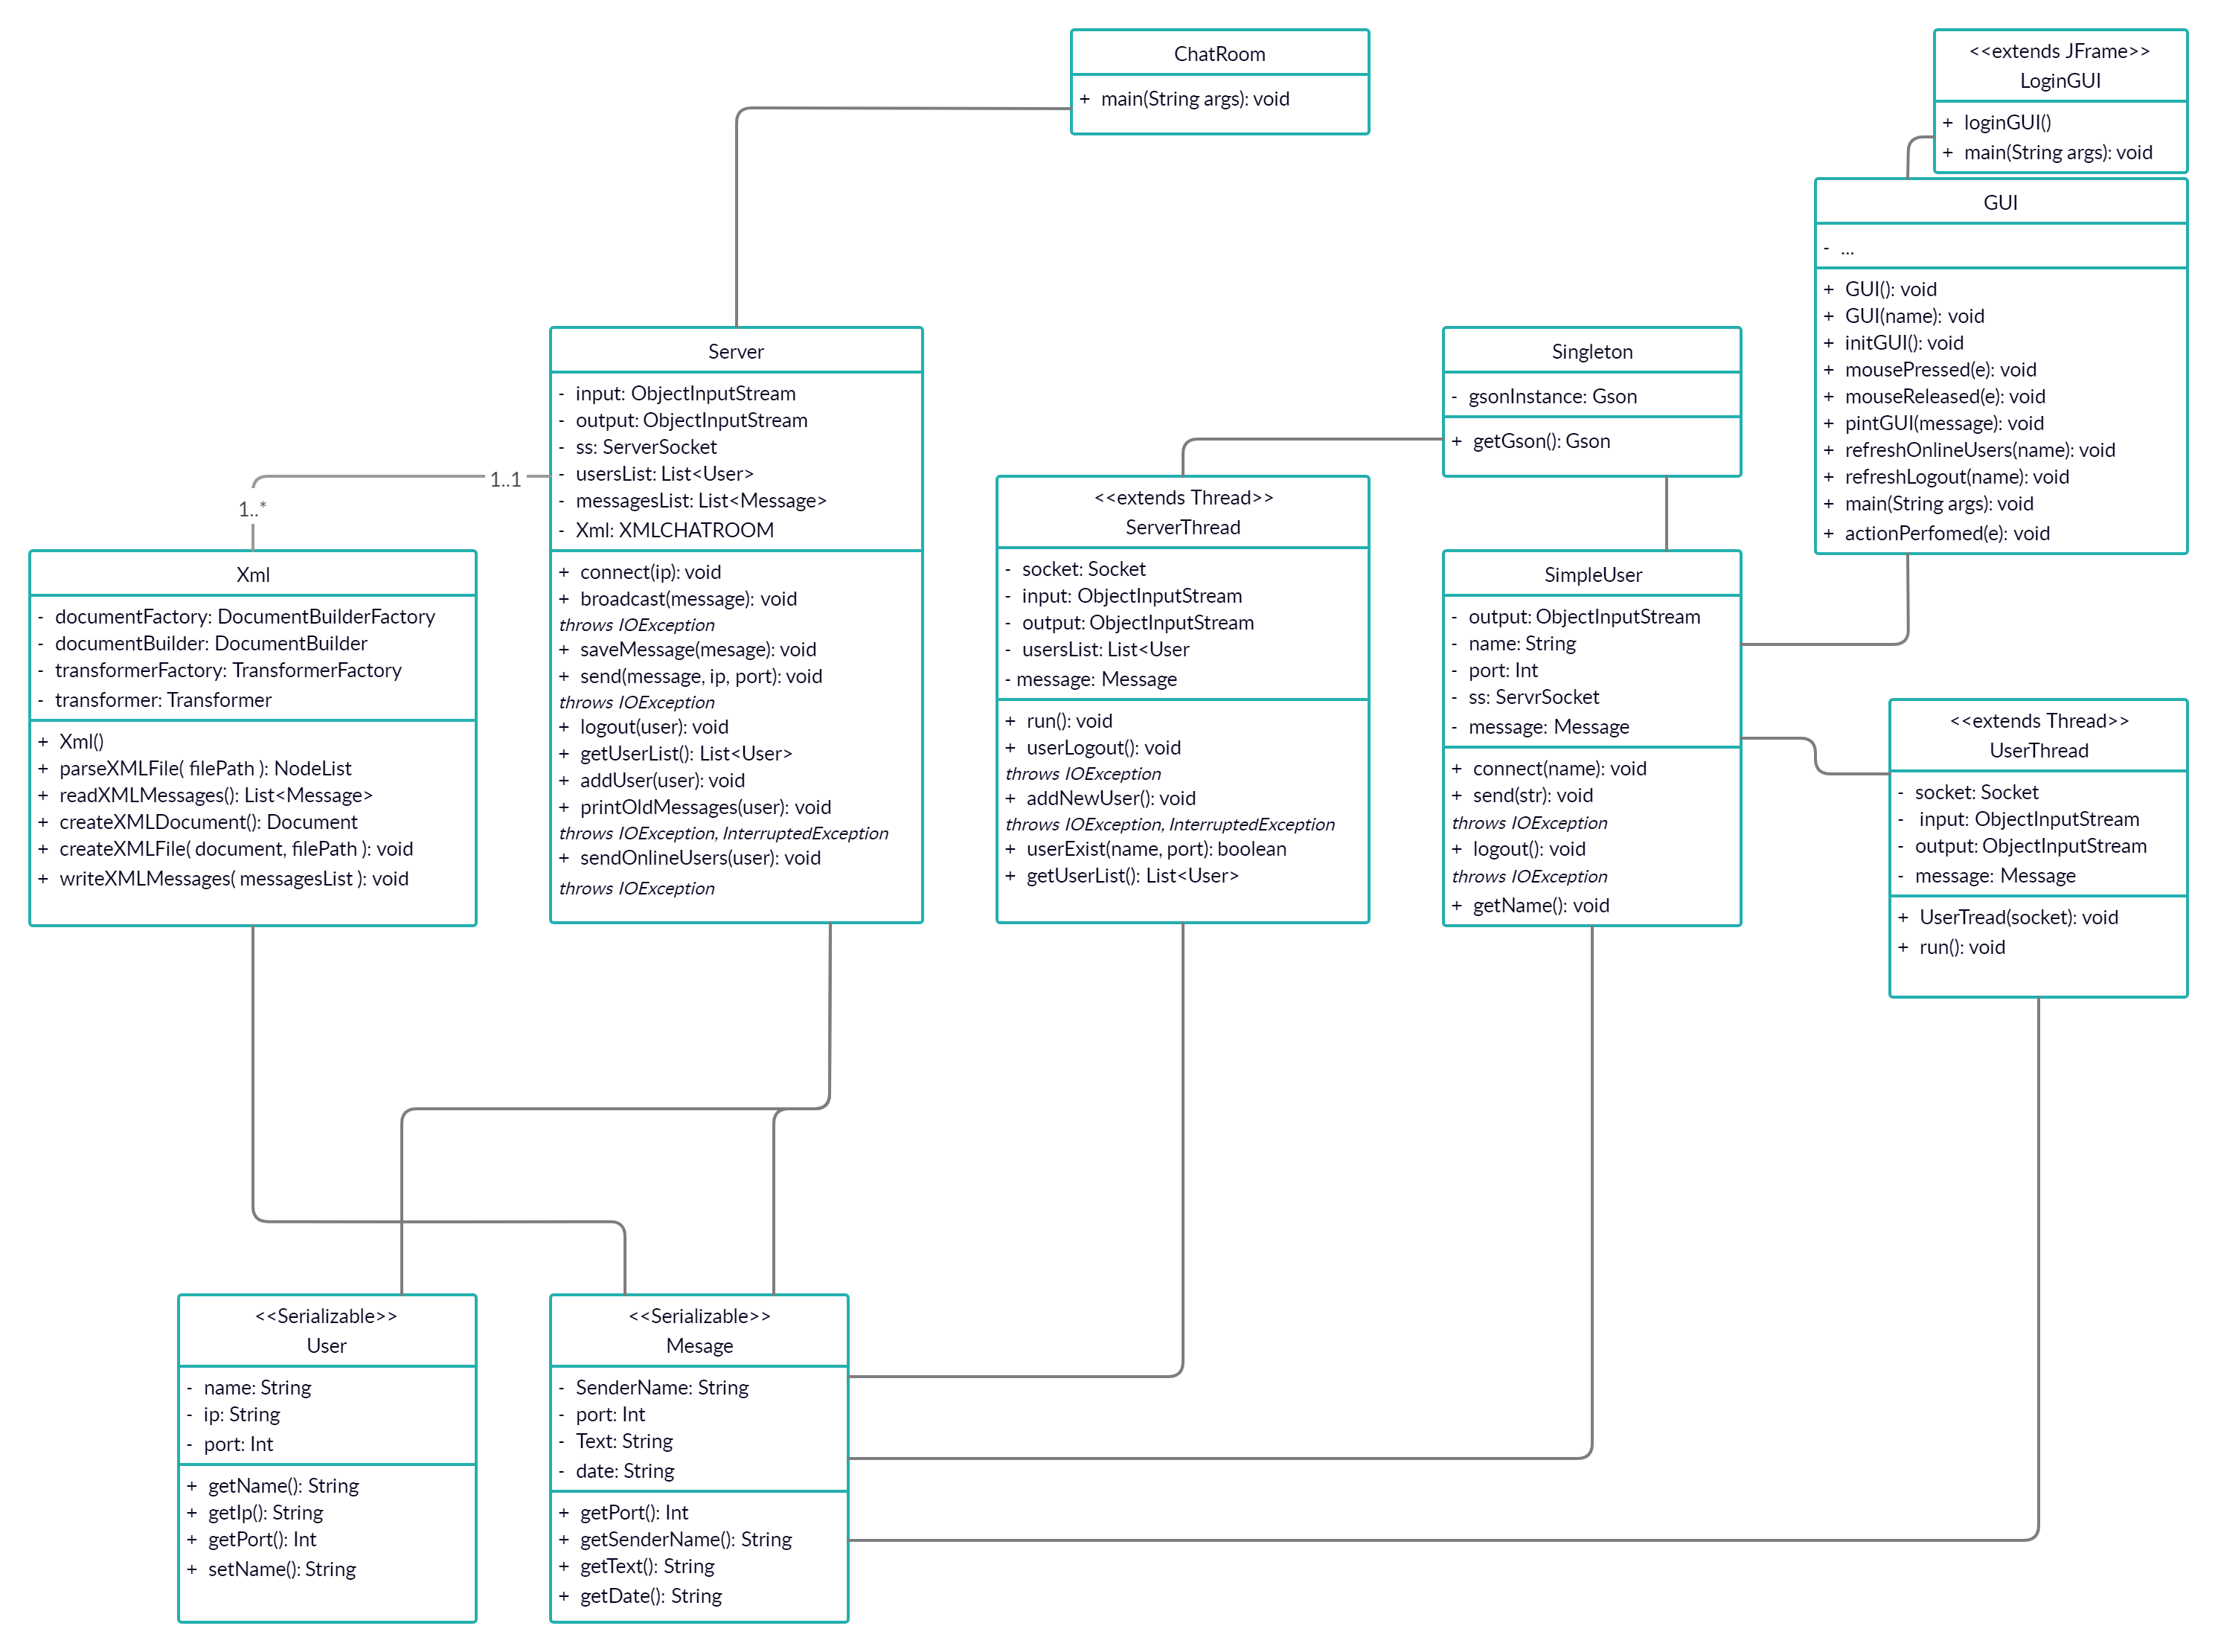 ChatRoom
+ main(String args): void
<<extends JFrame>>
LoginGUI
+ loginGUI()
+ main(String args): void
GUI
- ...
+ GUI(): void
+ GUI(name): void
+ initGUI(): void
+ mousePressed(e): void
+ mouseReleased(e): void
+ pintGUI(message): void
+ refreshOnlineUsers(name): void
+ refreshLogout(name): void
+ main(String args): void
+ actionPerfomed(e): void
Server
- input: ObjectInputStream
- output: ObjectInputStream
- ss: ServerSocket
- usersList: List<User>
- messagesList: List<Message>
- Xml: XMLCHATROOM
+ connect(ip): void
+ broadcast(message): void
throws IOException
+ saveMessage(mesage): void
+ send(message, ip, port): void
throws IOException
+ logout(user): void
+ getUserList(): List<User>
+ addUser(user): void
+ printOldMessages(user): void
throws IOException, InterruptedException
+ sendOnlineUsers(user): void
throws IOException
1..1
1..*
Singleton
- gsonInstance: Gson
+ getGson(): Gson
<<extends Thread>>
ServerThread
- socket: Socket
- input: ObjectInputStream
- output: ObjectInputStream
- usersList: List<User
- message: Message
+ run(): void
+ userLogout(): void
throws IOException
+ addNewUser(): void
throws IOException, InterruptedException
+ userExist(name, port): boolean
+ getUserList(): List<User>
Xml
- documentFactory: DocumentBuilderFactory
- documentBuilder: DocumentBuilder
- transformerFactory: TransformerFactory
- transformer: Transformer
+ Xml()
+ parseXMLFile( filePath ): NodeList
+ readXMLMessages(): List<Message>
+ createXMLDocument(): Document
+ createXMLFile( document, filePath ): void
+ writeXMLMessages( messagesList ): void
SimpleUser
- output: ObjectInputStream
- name: String
- port: Int
- ss: ServrSocket
- message: Message
+ connect(name): void
+ send(str): void
throws IOException
+ logout(): void
throws IOException
+ getName(): void
<<extends Thread>>
UserThread
- socket: Socket
- input: ObjectInputStream
- output: ObjectInputStream
- message: Message
+ UserTread(socket): void
+ run(): void
<<Serializable>>
User
- name: String
- ip: String
- port: Int
+ getName(): String
+ getIp(): String
+ getPort(): Int
+ setName(): String
<<Serializable>>
Mesage
- SenderName: String
- port: Int
- Text: String
- date: String
+ getPort(): Int
+ getSenderName(): String
+ getText(): String
+ getDate(): String